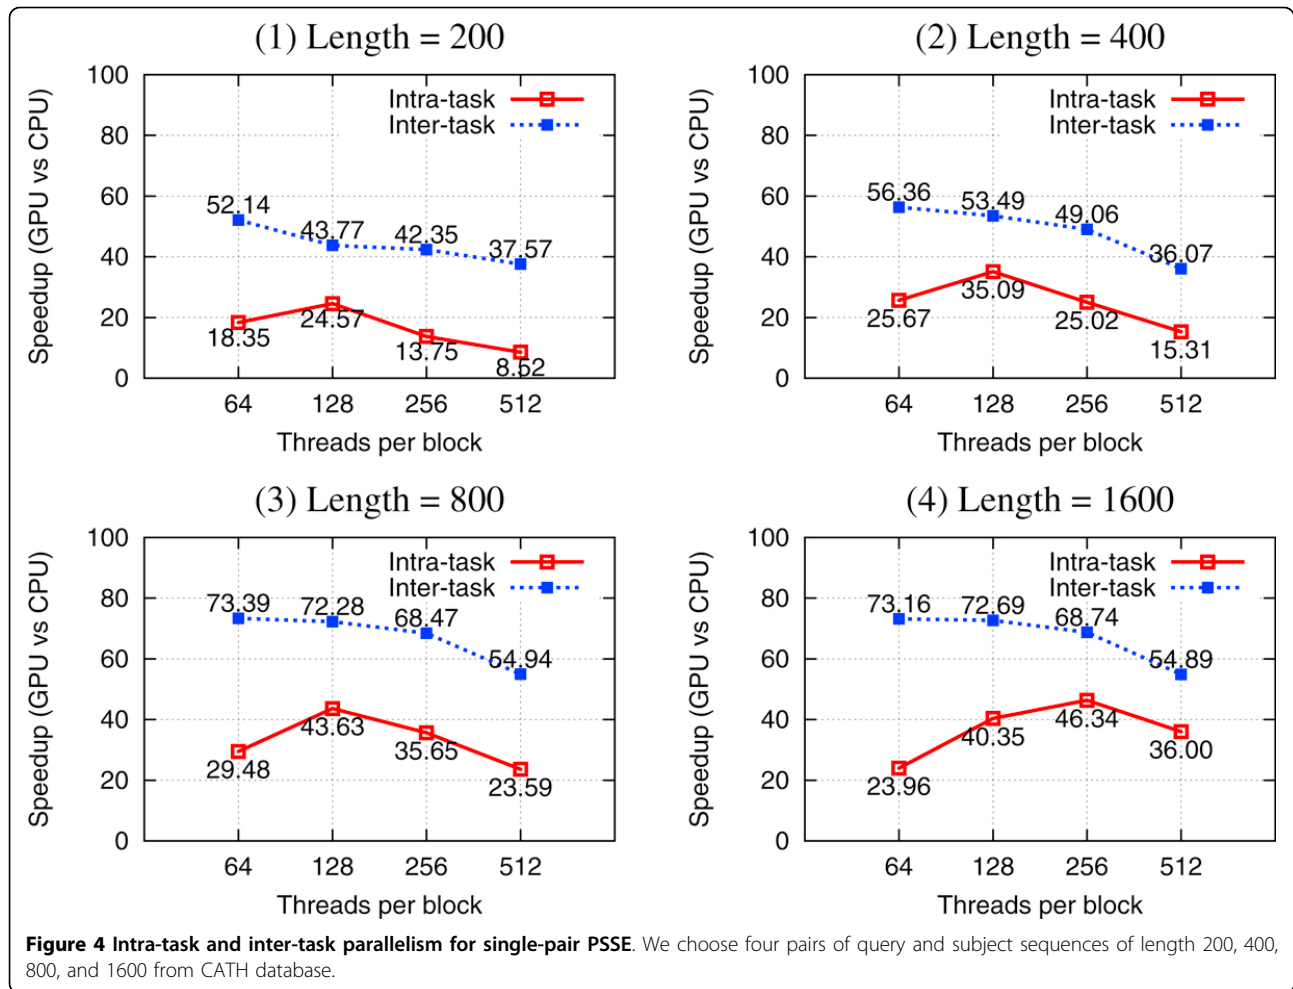 (1) Length = 200
100
80
60
40
20
0
Speedup (GPU vs CPU)
Intra-task
Inter-task
52.14
43.77
42.35
37.57
18.35
24.57
13.75
8.52
64 128 256 512
Threads per block
(2) Length = 400
100
80
60
40
20
0
Speedup (GPU vs CPU)
Intra-task
Inter-task
56.36
53.49
49.06
36.07
25.67
35.09
25.02
15.31
64 128 256 512
Threads per block
(3) Length = 800
100
80
60
40
20
0
Speedup (GPU vs CPU)
Intra-task
Inter-task
73.39
72.28
68.47
54.94
29.48
43.63
35.65
23.59
64 128 256 512
Threads per block
(4) Length = 1600
100
80
60
40
20
0
Speedup (GPU vs CPU)
Intra-task
Inter-task
73.16
72.69
68.74
54.89
23.96
40.35
46.34
36.00
64 128 256 512
Threads per block
Figure 4 Intra-task and inter-task parallelism for single-pair PSSE. We choose four pairs of query and subject sequences of length 200, 400,
800, and 1600 from CATH database.